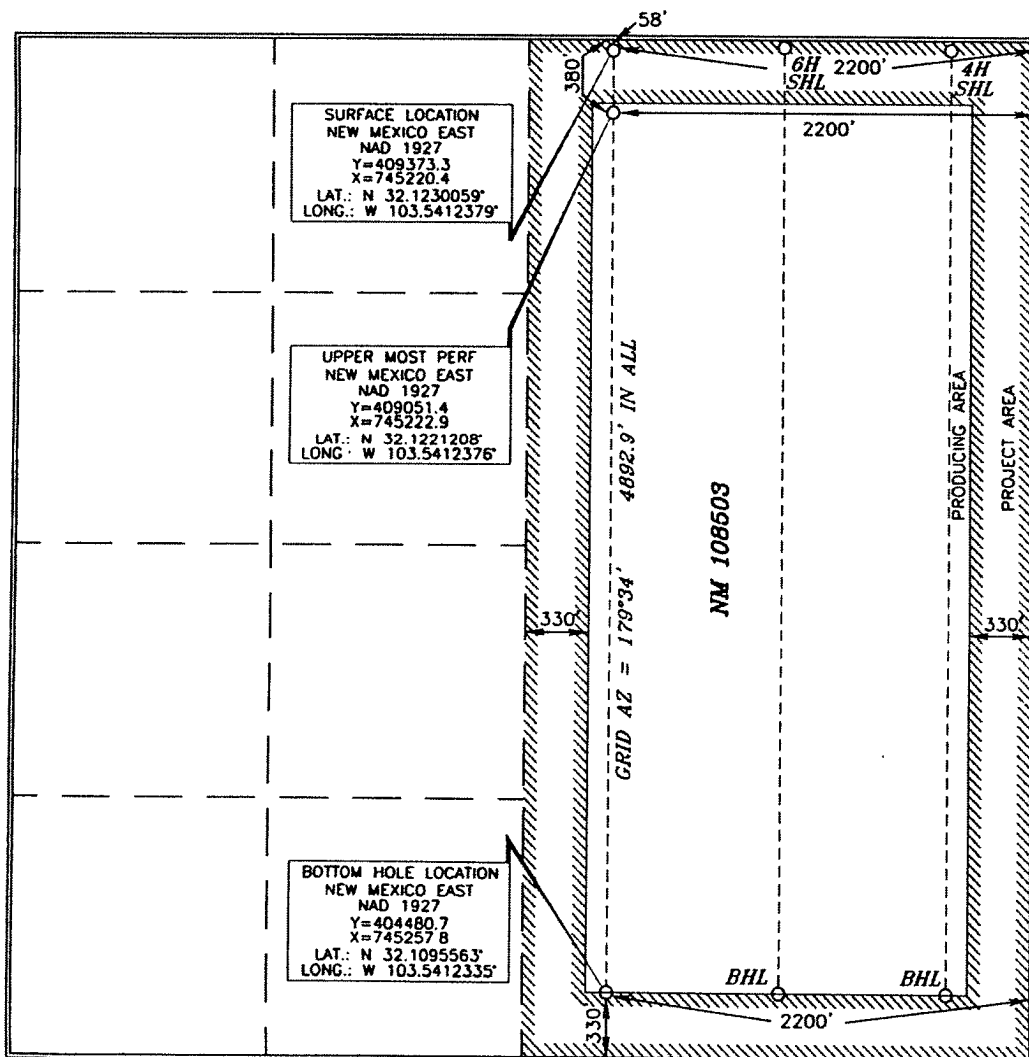 58'
380'
6H
SHL
2200'
4H
SHL
2200'
SURFACE LOCATION
NEW MEXICO EAST
NAD 1927
Y=409373.3
X=745220.4
LAT.: N 32.1230059°
LONG.: W 103.5412379°
UPPER MOST PERF
NEW MEXICO EAST
NAD 1927
Y=409051.4
X=745222.9
LAT.: N 32.1221208°
LONG: W 103.5412376°
4892.9' IN ALL
GRID AZ = 179°34'
NM 108503
PRODUCING AREA
PROJECT AREA
330'
330'
BOTTOM HOLE LOCATION
NEW MEXICO EAST
NAD 1927
Y=404480.7
X=745257.8
LAT.: N 32.1095563°
LONG.: W 103.5412335°
BHL
BHL
2200'
330'